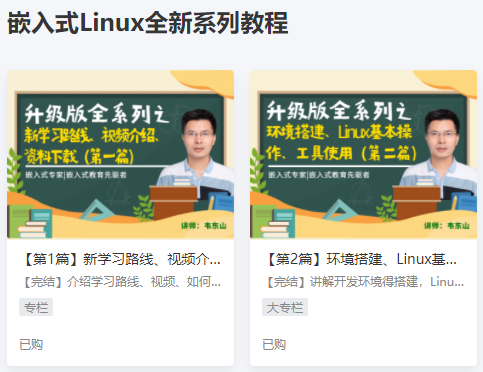 嵌入式Linux全新系列教程
升级版全系列之
新学习路线、视频介绍、
资料下载（第一篇）
嵌入式专家|嵌入式教育先驱者
讲师：韦东山
【第1篇】新学习路线、视频介...
【完结】介绍学习路线、视频、如何...
专栏
已购
升级版全系列之
环境搭建、Linux基本操
作、工具使用（第二篇）
嵌入式专家|嵌入式教育先驱者
讲师：韦东山
【第2篇】环境搭建、Linux基...
【完结】讲解开发环境得搭建，Linu...
大专栏
已购